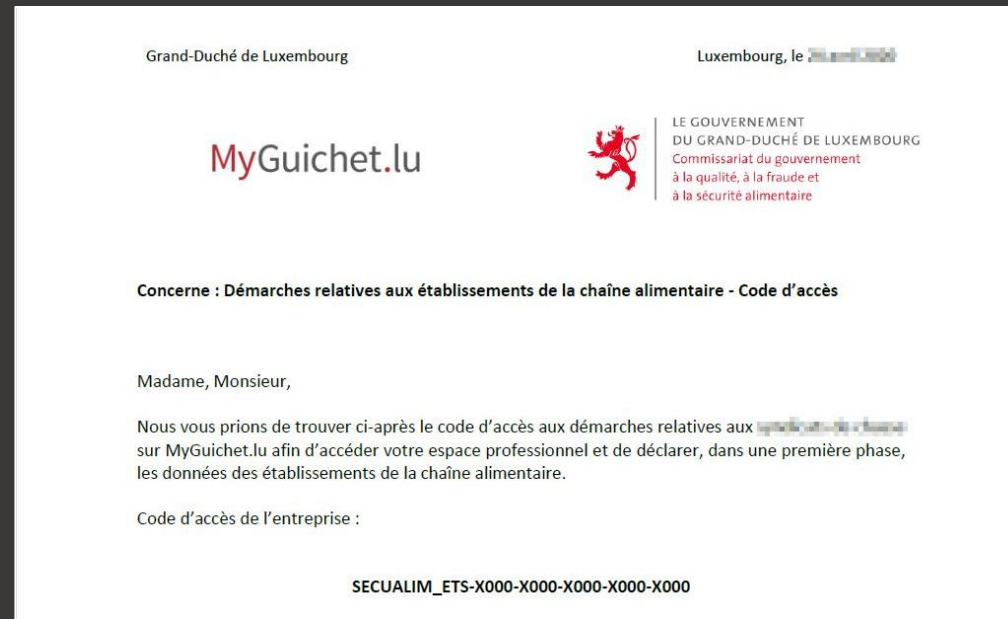 Grand-Duché de Luxembourg
Luxembourg, le
MyGuichet.lu
LE GOUVERNEMENT
DU GRAND-DUCHÉ DE LUXEMBOURG
Commissariat du gouvernement
à la qualité, à la fraude et
à la sécurité alimentaire
Concerne : Démarches relatives aux établissements de la chaîne alimentaire - Code d'accès
Madame, Monsieur,
Nous vous prions de trouver ci-après le code d'accès aux démarches relatives aux
sur MyGuichet.lu afin d'accéder votre espace professionnel et de déclarer, dans une première phase,
les données des établissements de la chaîne alimentaire.
Code d'accès de l'entreprise :
SECUALIM_ETS-X000-X000-X000-X000-X000